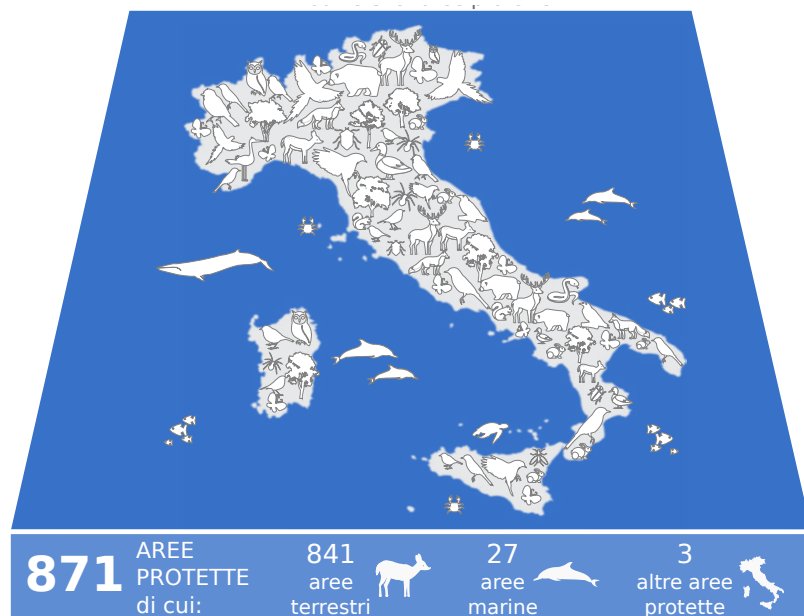 871
AREE
PROTETTE
di cui:
841
aree
terrestri
27
aree
marine
3
altre aree
protette